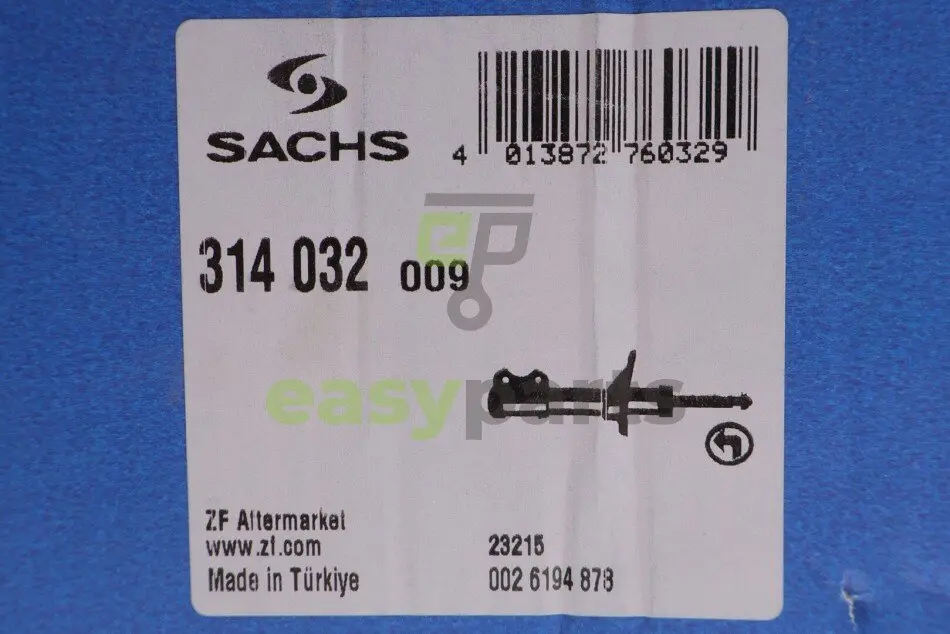 SACHS
4 013872 760329
314 032 009
ep
easyparts
ZF Aftermarket
www.zf.com
Made in Türkiye
23215
002 6194 878